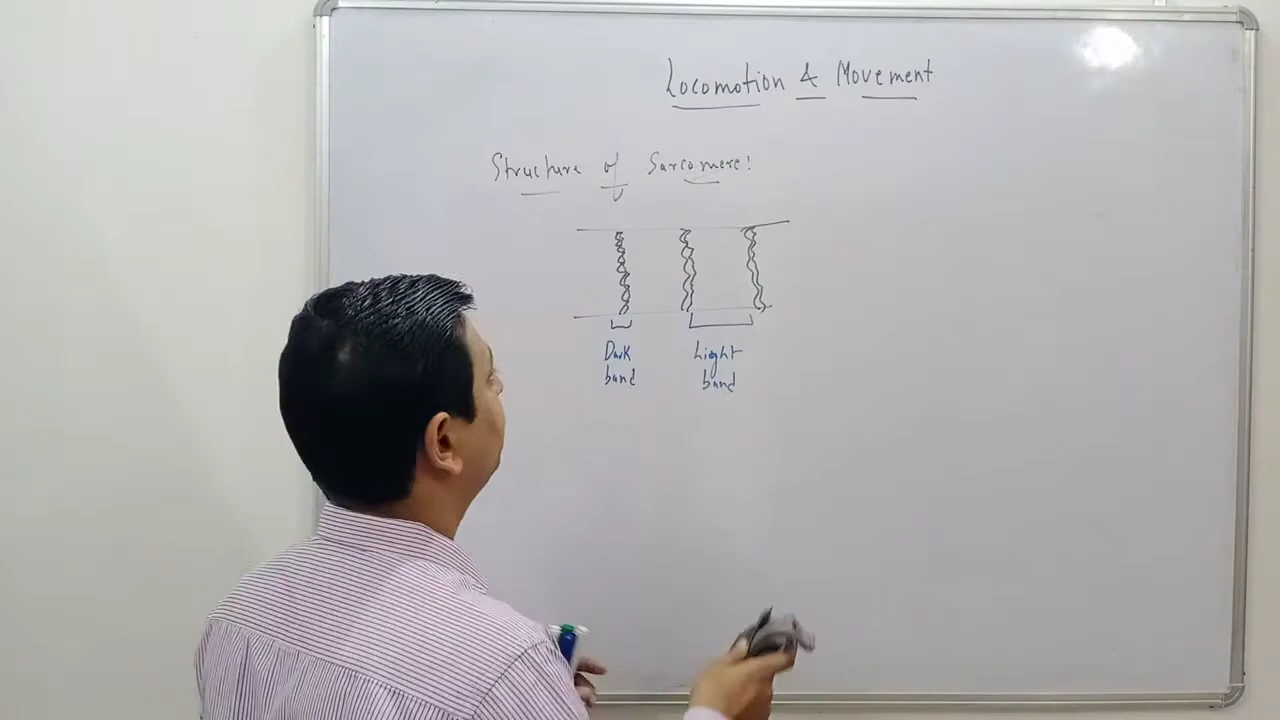 Locomotion & Movement
Structure of Sarcomere:
Dark band
Light band